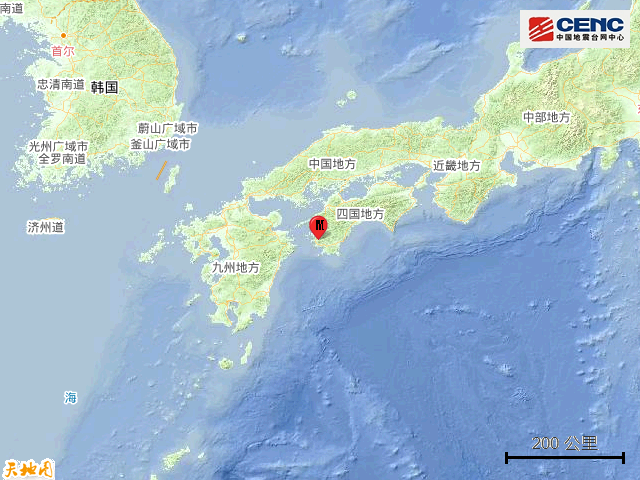 南道
首尔
忠清南道
韩国
CENC
中国地震台网中心
蔚山广域市
釜山广域市
光州广域市
全罗南道
中国地方
近畿地方
中部地方
四国地方
济州道
九州地方
海
200 公里
天地图